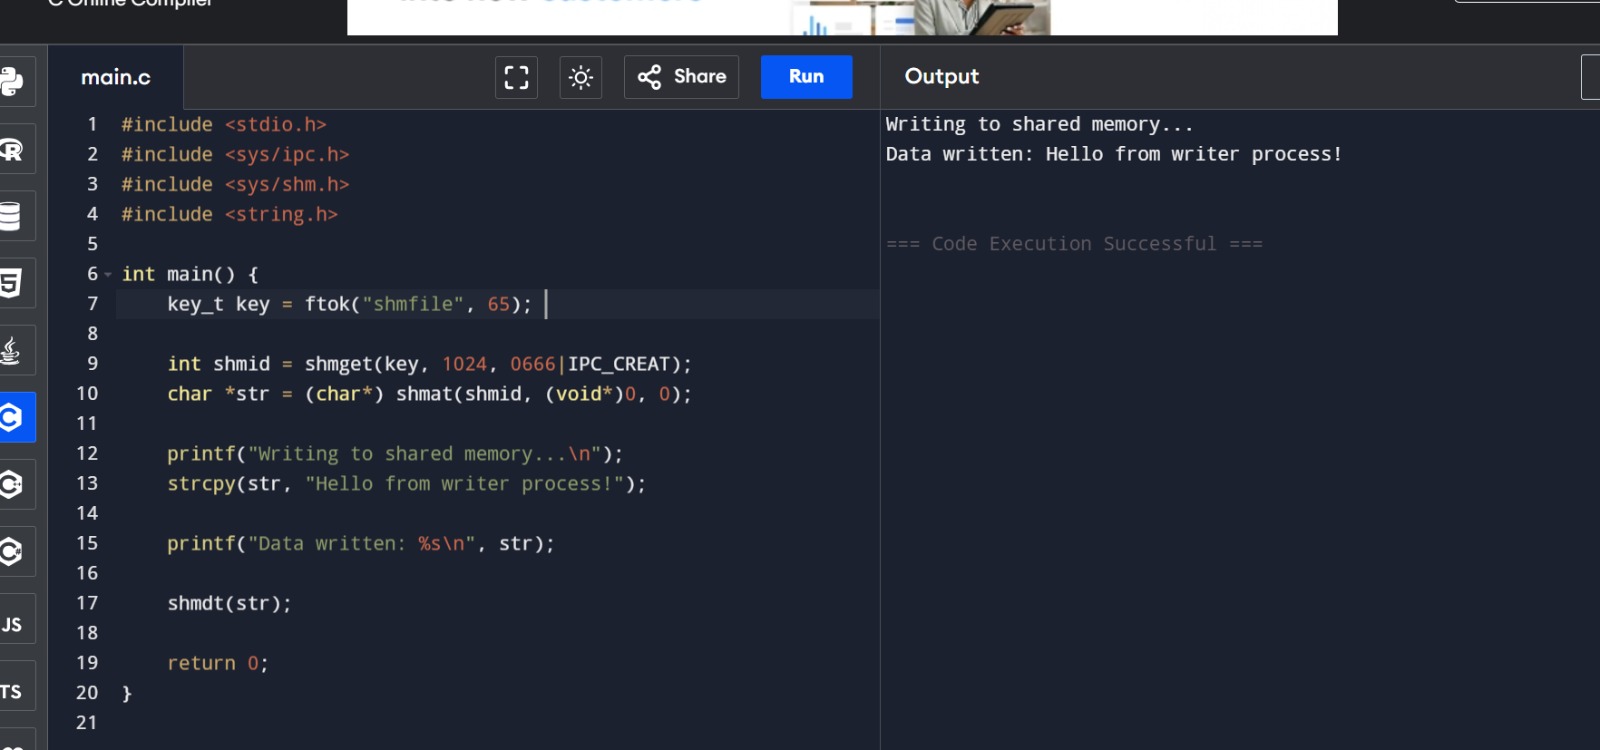 C Online Compiler
main.c
Share
Run
Output
1 #include <stdio.h>
2 #include <sys/ipc.h>
3 #include <sys/shm.h>
4 #include <string.h>
5
6 int main() {
7     key_t key = ftok("shmfile", 65);
8
9     int shmid = shmget(key, 1024, 0666|IPC_CREAT);
10     char *str = (char*) shmat(shmid, (void*)0, 0);
11
12     printf("Writing to shared memory...\n");
13     strcpy(str, "Hello from writer process!");
14
15     printf("Data written: %s\n", str);
16
17     shmdt(str);
18
19     return 0;
20 }
21
Writing to shared memory...
Data written: Hello from writer process!
=== Code Execution Successful ===
R
5
C
C
C#
JS
TS